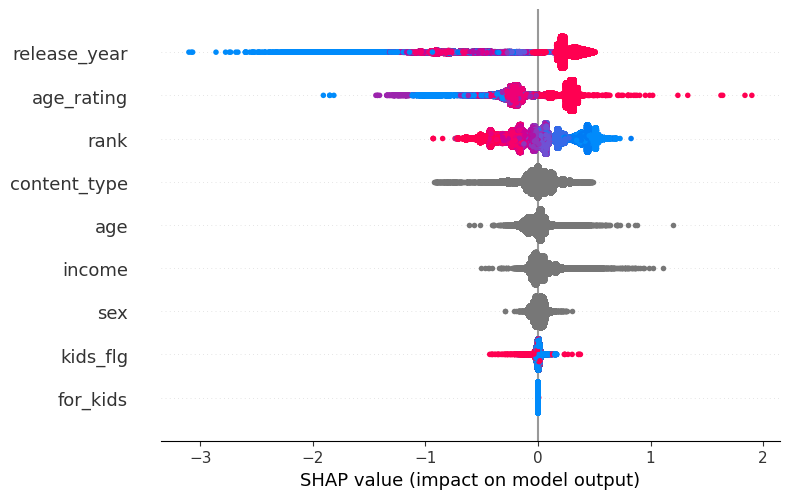 release_year
age_rating
rank
content_type
age
income
sex
kids_flg
for_kids
−3 −2 −1 0 1 2
SHAP value (impact on model output)